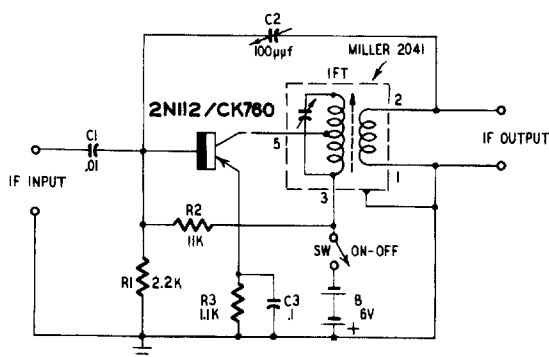 C2
100μμf
MILLER 2041
1FT
2N112/CK760
2
C1
.01
5
IF INPUT
IF OUTPUT
1
3
R2
11K
SW
ON-OFF
R1
2.2K
R3
1.1K
C3
.1
B
6V
+